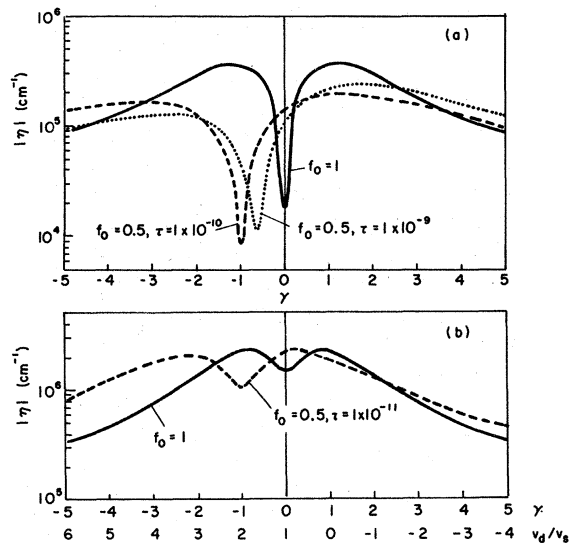 10⁶
(a)
|η| (cm⁻¹)
10⁵
f₀=1
f₀=0.5, τ=1×10⁻¹⁰
f₀=0.5, τ=1×10⁻⁹
10⁴
-5 -4 -3 -2 -1 0 1 2 3 4 5
γ
(b)
|η| (cm⁻¹)
10⁶
f₀=0.5, τ=1×10⁻¹¹
f₀=1
10⁵
-5 -4 -3 -2 -1 0 1 2 3 4 5 γ
6 5 4 3 2 1 0 -1 -2 -3 -4 v_d/v_s